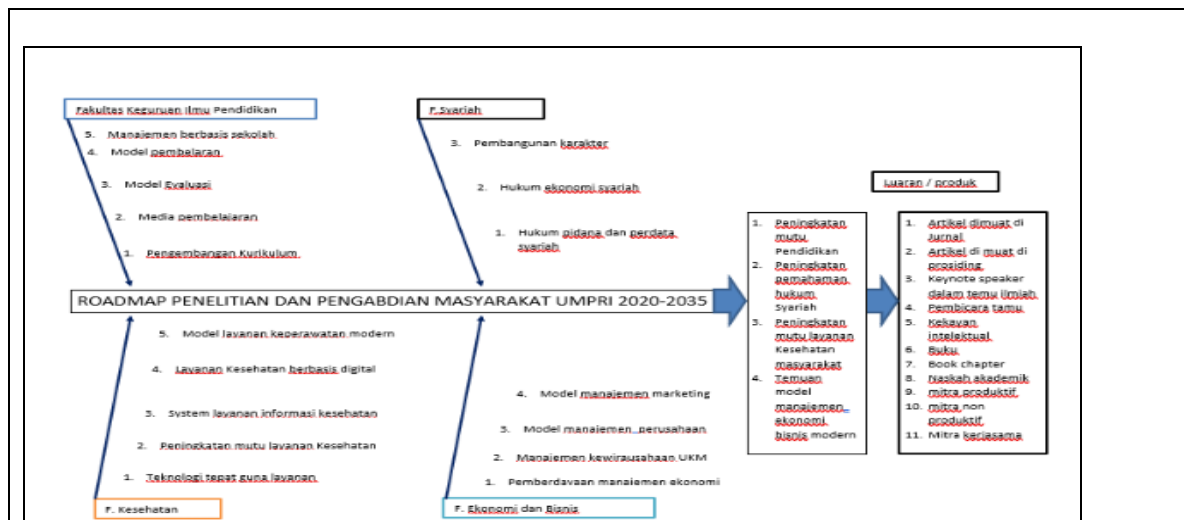 Fakultas Keguruan Ilmu Pendidikan
5. Manajemen berbasis sekolah
4. Model pembelaran
3. Model Evaluasi
2. Media pembelajaran
1. Pengembangan Kurikulum
F.Syariah
3. Pembangunan karakter
2. Hukum ekonomi syariah
1. Hukum pidana dan perdata
syariah
Luaran / produk
ROADMAP PENELITIAN DAN PENGABDIAN MASYARAKAT UMPRI 2020-2035
1. Peningkatan
mutu
Pendidikan
2. Peningkatan
pemahaman
hukum
Syariah
3. Peningkatan
mutu layanan
Kesehatan
masyarakat
4. Temuan
model
manajemen
ekonomi
bisnis modern
1. Artikel dimuat di
Jurnal
2. Artikel di muat di
prosiding
3. Keynote speaker
dalam temu ilmiah
4. Pembicara tamu
5. Kekayan
intelektual
6. Buku
7. Book chapter
8. Naskah akademik
9. mitra produktif
10. mitra non
produktif
11. Mitra kerjasama
5. Model layanan keperawatan modern
4. Layanan Kesehatan berbasis digital
3. System layanan informasi kesehatan
2. Peningkatan mutu layanan Kesehatan
1. Teknologi tepat guna layanan
F. Kesehatan
4. Model manajemen marketing
3. Model manajemen perusahaan
2. Manajemen kewirausahaan UKM
1. Pemberdayaan manajemen ekonomi
F. Ekonomi dan Bisnis